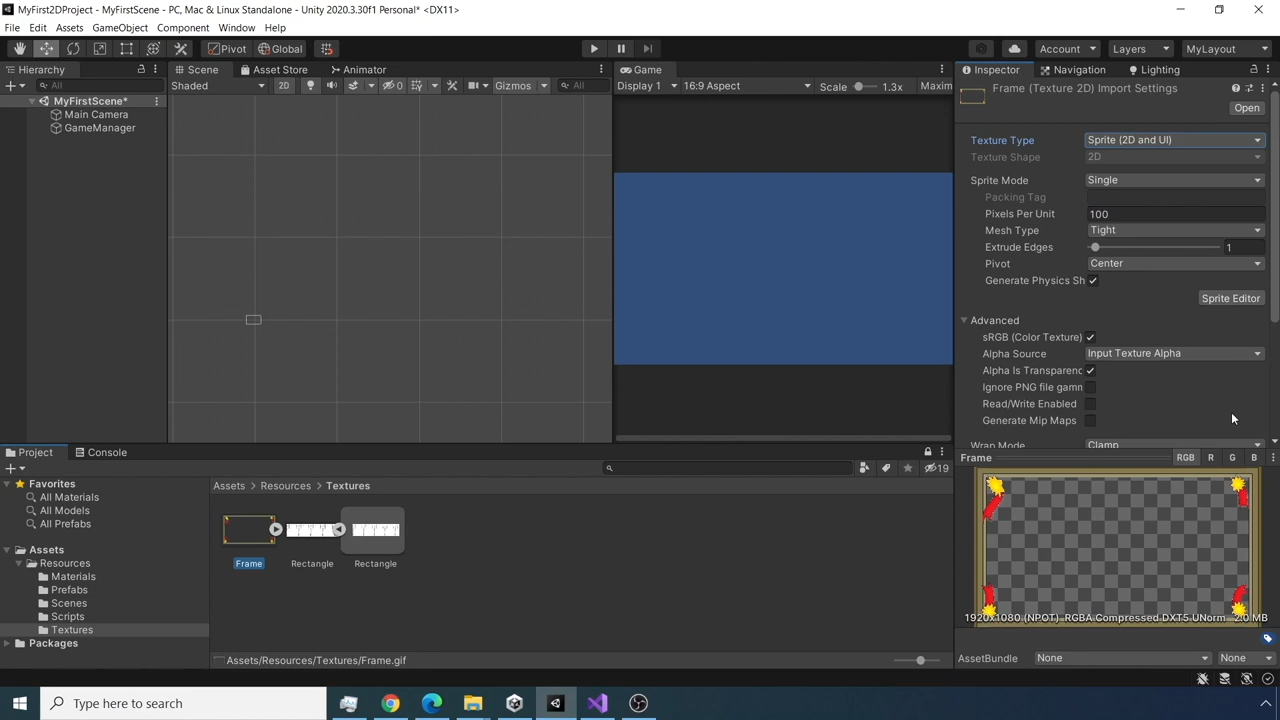 MyFirst2DProject - MyFirstScene - PC, Mac & Linux Standalone - Unity 2020.3.30f1 Personal* <DX11>
File Edit Assets GameObject Component Window Help
Pivot Global Account Layers MyLayout
Hierarchy
All
MyFirstScene*
Main Camera
GameManager
Scene Asset Store Animator
Shaded 2D 0 Gizmos All
Game
Display 1 16:9 Aspect Scale 1.3x Maxim
Inspector Navigation Lighting
Frame (Texture 2D) Import Settings
Open
Texture Type Sprite (2D and UI)
Texture Shape 2D
Sprite Mode Single
Packing Tag
Pixels Per Unit 100
Mesh Type Tight
Extrude Edges 1
Pivot Center
Generate Physics Sh
Sprite Editor
Advanced
sRGB (Color Texture)
Alpha Source Input Texture Alpha
Alpha Is Transparenc
Ignore PNG file gamm
Read/Write Enabled
Generate Mip Maps
Wrap Mode Clamp
Frame RGB R G B
1920x1080 (NPOT) RGBA Compressed DXT5 UNorm 2.0 MB
AssetBundle None None
Project Console
19
Favorites
All Materials
All Models
All Prefabs
Assets
Resources
Materials
Prefabs
Scenes
Scripts
Textures
Packages
Assets Resources Textures
Frame Rectangle Rectangle
Assets/Resources/Textures/Frame.gif
Type here to search